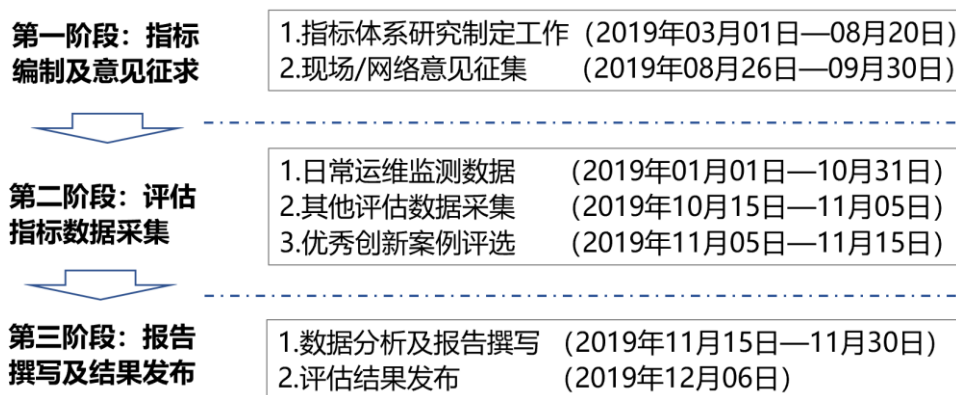 第一阶段：指标
编制及意见征求
1.指标体系研究制定工作（2019年03月01日—08月20日）
2.现场/网络意见征集（2019年08月26日—09月30日）
第二阶段：评估
指标数据采集
1.日常运维监测数据（2019年01月01日—10月31日）
2.其他评估数据采集（2019年10月15日—11月05日）
3.优秀创新案例评选（2019年11月05日—11月15日）
第三阶段：报告
撰写及结果发布
1.数据分析及报告撰写（2019年11月15日—11月30日）
2.评估结果发布（2019年12月06日）